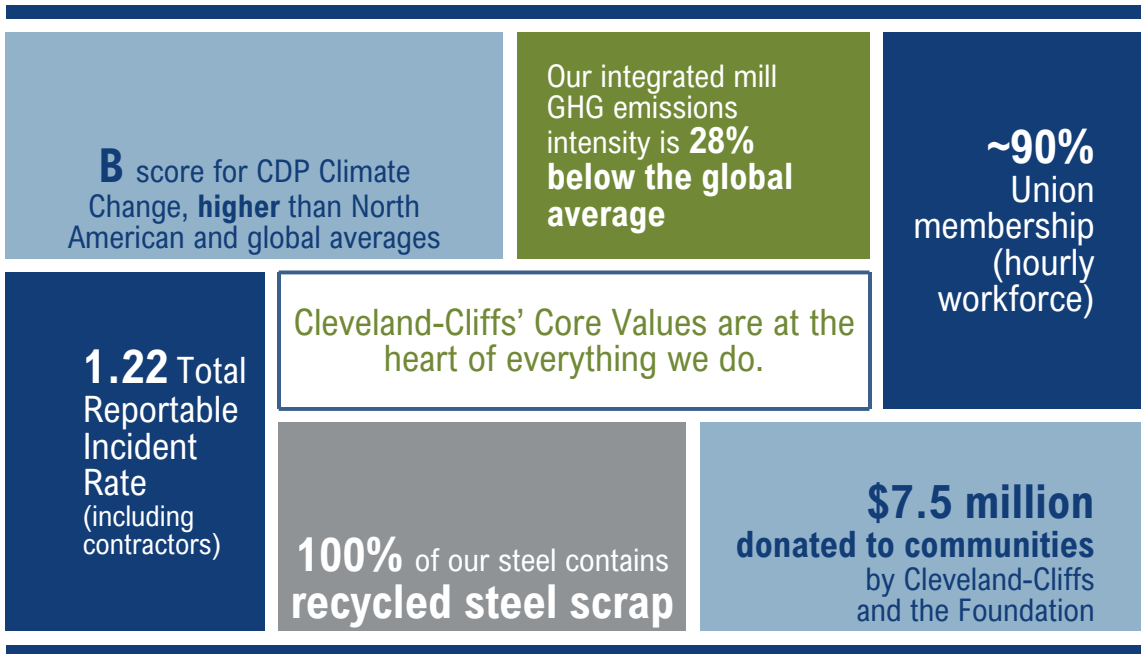 B score for CDP Climate
Change, higher than North
American and global averages
Our integrated mill
GHG emissions
intensity is 28%
below the global
average
~90%
Union
membership
(hourly
workforce)
1.22 Total
Reportable
Incident
Rate
(including
contractors)
Cleveland-Cliffs’ Core Values are at the
heart of everything we do.
100% of our steel contains
recycled steel scrap
$7.5 million
donated to communities
by Cleveland-Cliffs
and the Foundation